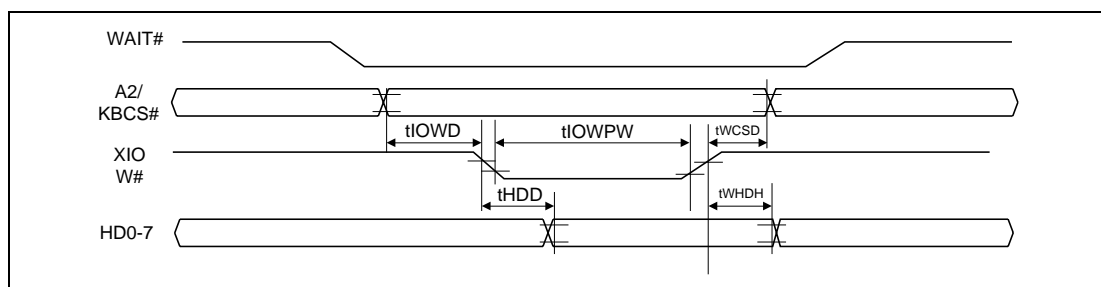 WAIT#
A2/
KBCS#
tIOWD
tIOWPW
tWCSD
XIO
W#
tHDD
tWHDH
HD0-7